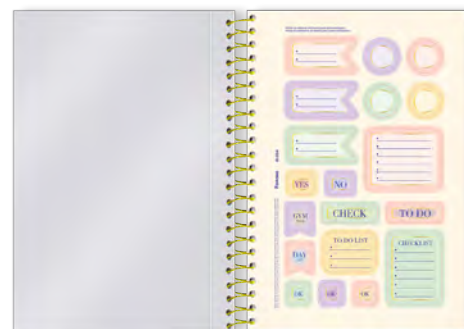 YES
NO
GYM
CHECK
TO DO
TO DO LIST
CHECKLIST
DAY
OK
OK
OK